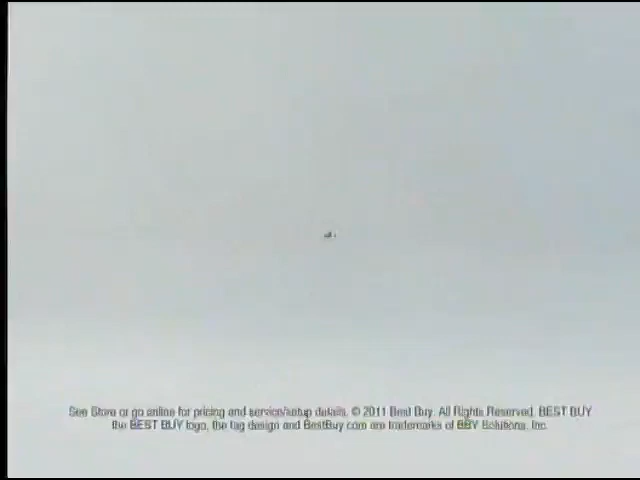 See Store or go online for pricing and service/setup details. © 2011 Best Buy. All Rights Reserved. BEST BUY
the BEST BUY logo, the tag design and BestBuy.com are trademarks of BBY Solutions, Inc.